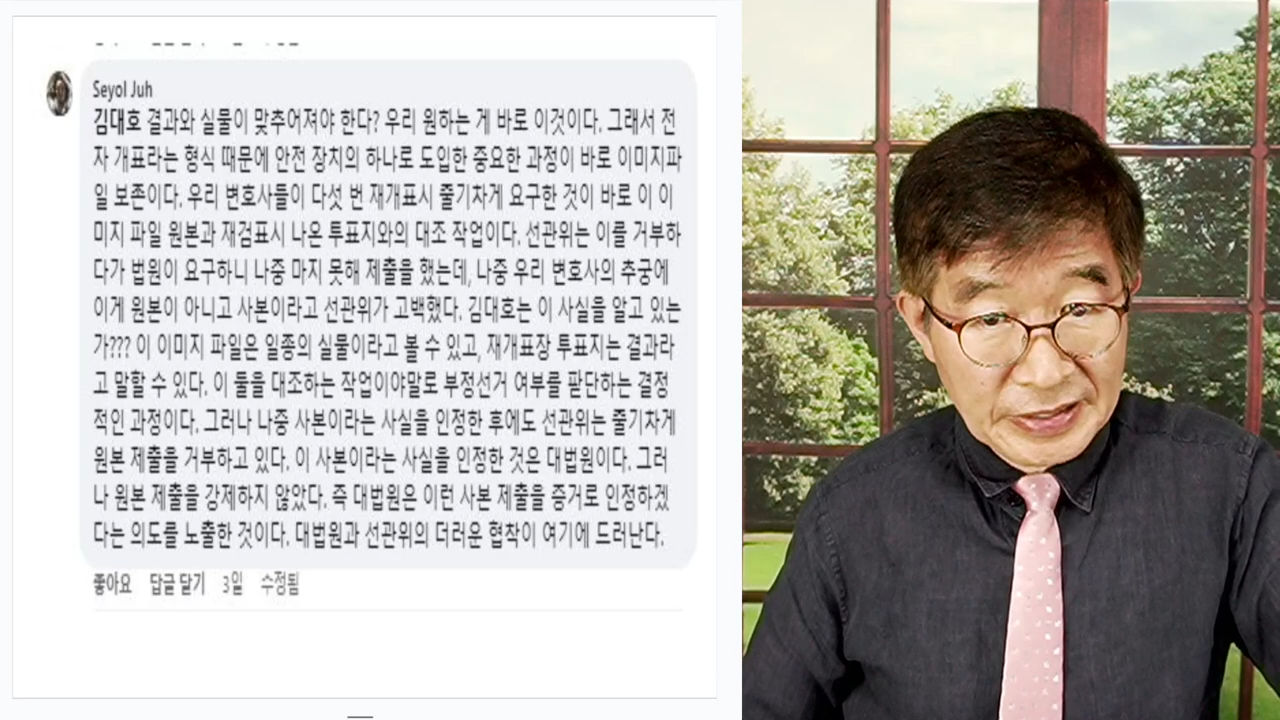 Seyol Juh
김대호 결과와 실물이 맞추어져야 한다? 우리 원하는 게 바로 이것이다. 그래서 전
자 개표라는 형식 때문에 안전 장치의 하나로 도입한 중요한 과정이 바로 이미지파
일 보존이다. 우리 변호사들이 다섯 번 재개표시 줄기차게 요구한 것이 바로 이 이
미지 파일 원본과 재검표시 나온 투표지와의 대조 작업이다. 선관위는 이를 거부하
다가 법원이 요구하니 나중 마지 못해 제출을 했는데, 나중 우리 변호사의 추궁에
이게 원본이 아니고 사본이라고 선관위가 고백했다. 김대호는 이 사실을 알고 있는
가??? 이 이미지 파일은 일종의 실물이라고 볼 수 있고, 재개표장 투표지는 결과라
고 말할 수 있다. 이 둘을 대조하는 작업이야말로 부정선거 여부를 판단하는 결정
적인 과정이다. 그러나 나중 사본이라는 사실을 인정한 후에도 선관위는 줄기차게
원본 제출을 거부하고 있다. 이 사본이라는 사실을 인정한 것은 대법원이다. 그러
나 원본 제출을 강제하지 않았다. 즉 대법원은 이런 사본 제출을 증거로 인정하겠
다는 의도를 노출한 것이다. 대법원과 선관위의 더러운 협착이 여기에 드러난다.
좋아요 답글 달기 3일 수정됨